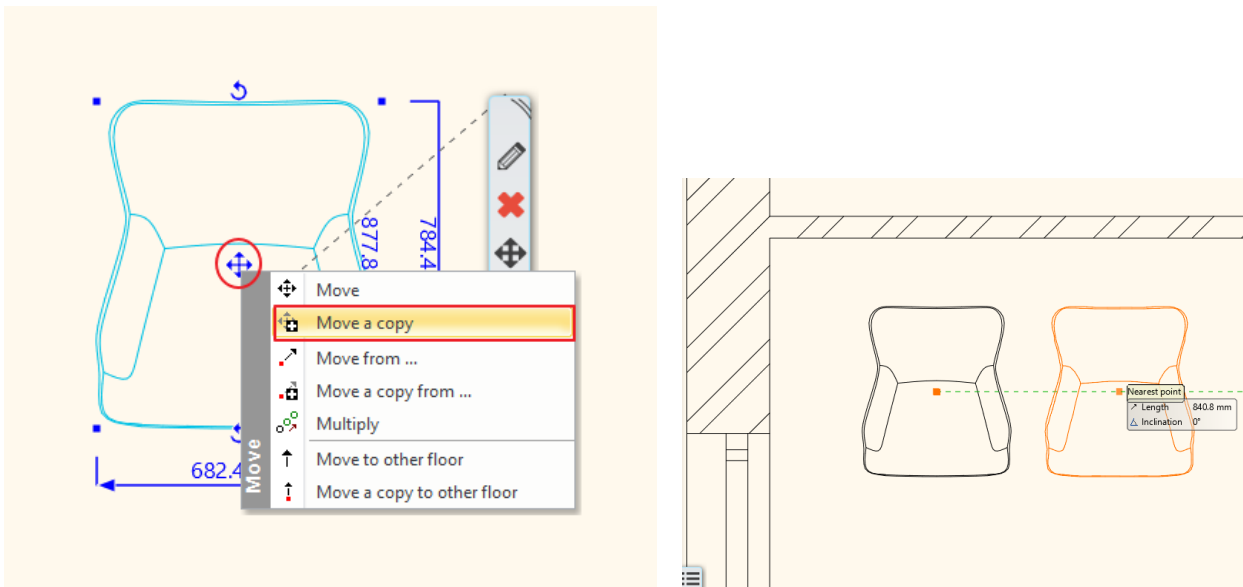 877.8
784.4
Move
Move a copy
Move from ...
Move a copy from ...
Multiply
Move to other floor
Move a copy to other floor
Move
682.4
Nearest point
Length 840.8 mm
Inclination 0°